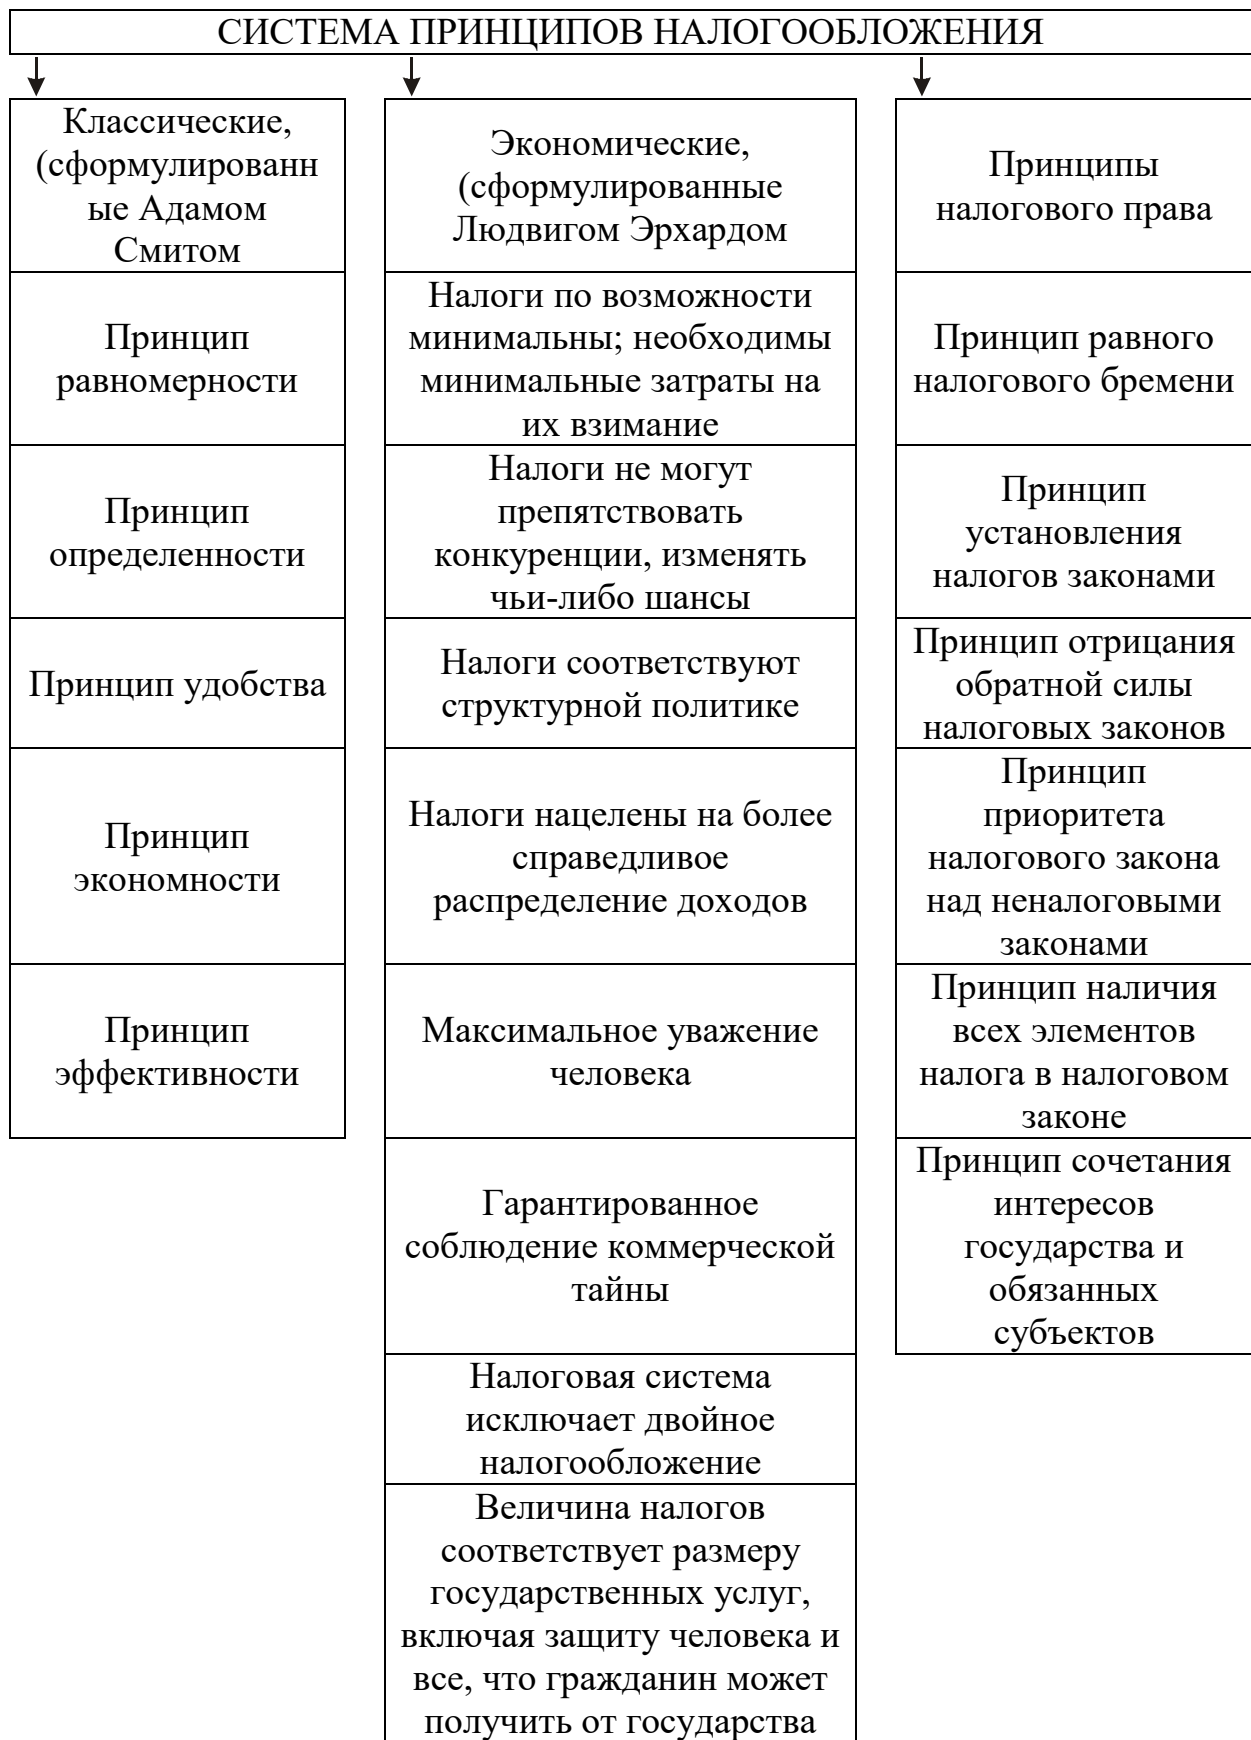 СИСТЕМА ПРИНЦИПОВ НАЛОГООБЛОЖЕНИЯ
Классические,
(сформулированн
ые Адамом
Смитом
Принцип
равномерности
Принцип
определенности
Принцип удобства
Принцип
экономности
Принцип
эффективности
Экономические,
(сформулированные
Людвигом Эрхардом
Налоги по возможности
минимальны; необходимы
минимальные затраты на
их взимание
Налоги не могут
препятствовать
конкуренции, изменять
чьи-либо шансы
Налоги соответствуют
структурной политике
Налоги нацелены на более
справедливое
распределение доходов
Максимальное уважение
человека
Гарантированное
соблюдение коммерческой
тайны
Налоговая система
исключает двойное
налогообложение
Величина налогов
соответствует размеру
государственных услуг,
включая защиту человека и
все, что гражданин может
получить от государства
Принципы
налогового права
Принцип равного
налогового бремени
Принцип
установления
налогов законами
Принцип отрицания
обратной силы
налоговых законов
Принцип
приоритета
налогового закона
над неналоговыми
законами
Принцип наличия
всех элементов
налога в налоговом
законе
Принцип сочетания
интересов
государства и
обязанных
субъектов